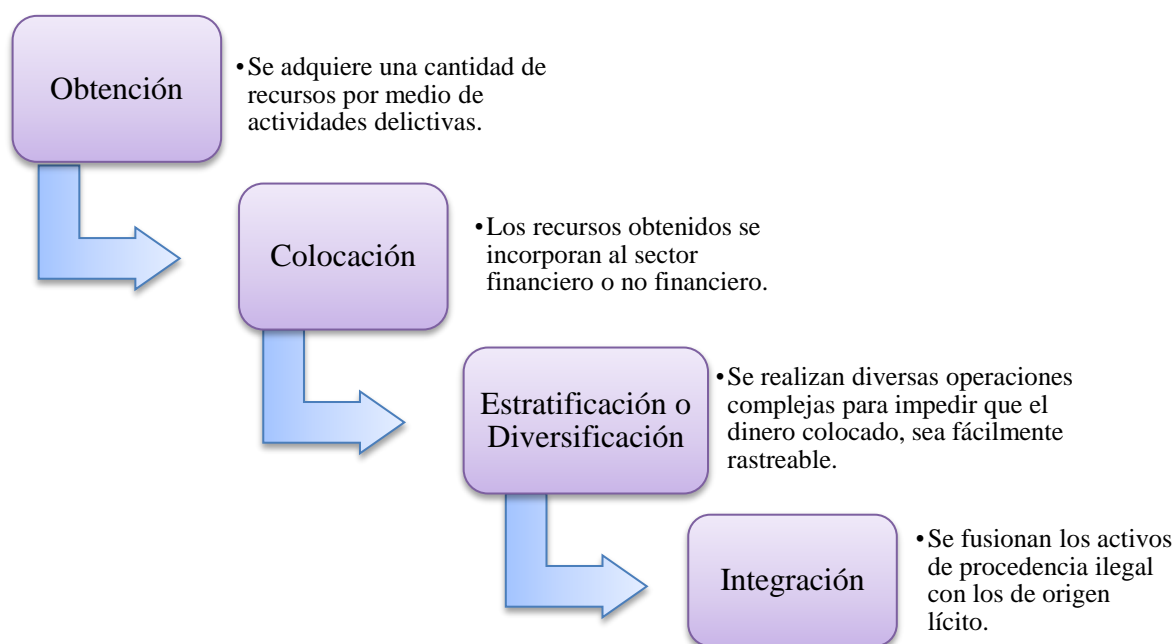 Obtención
•Se adquiere una cantidad de
recursos por medio de
actividades delictivas.
Colocación
•Los recursos obtenidos se
incorporan al sector
financiero o no financiero.
Estratificación o
Diversificación
•Se realizan diversas operaciones
complejas para impedir que el
dinero colocado, sea fácilmente
rastreable.
Integración
•Se fusionan los activos
de procedencia ilegal
con los de origen
lícito.